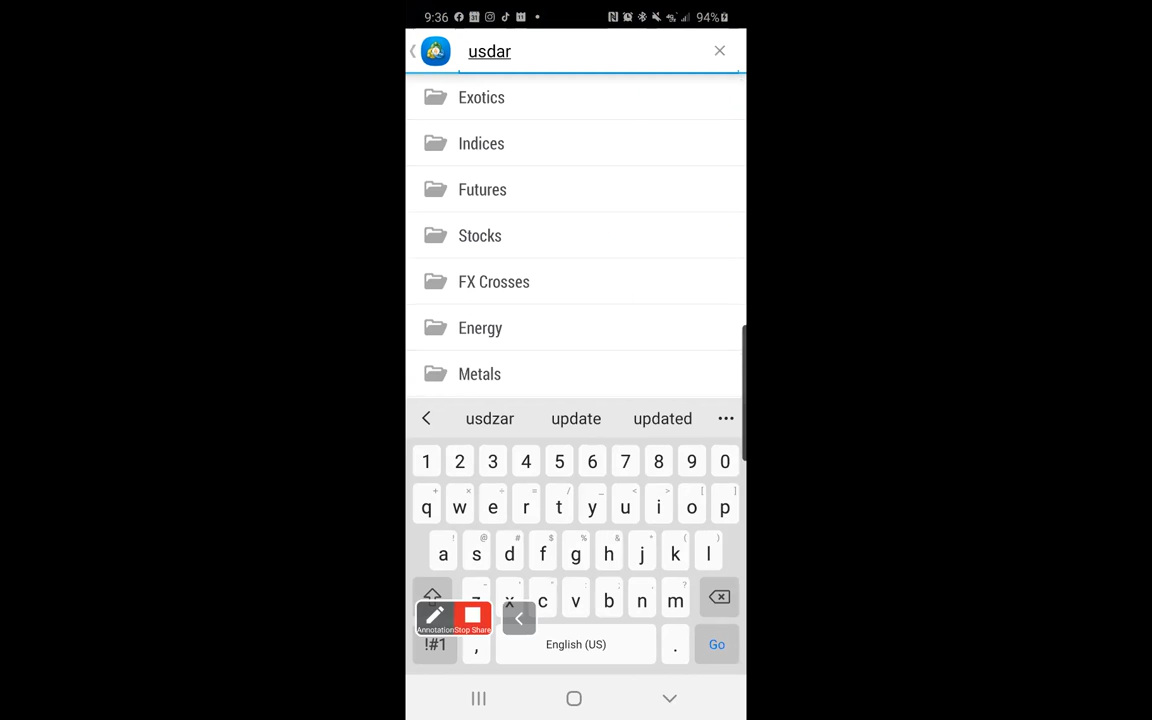 9:36 94%
usdar
Exotics
Indices
Futures
Stocks
FX Crosses
Energy
Metals
usdzar update updated
1 2 3 4 5 6 7 8 9 0
+ × ÷ = / _ < > [ ]
q w e r t y u i o p
! @ # $ % & * ( )
a s d f g h j k l
- ' " : ; , ?
z x c v b n m
Annotation Stop Share
!#1 , English (US) . Go